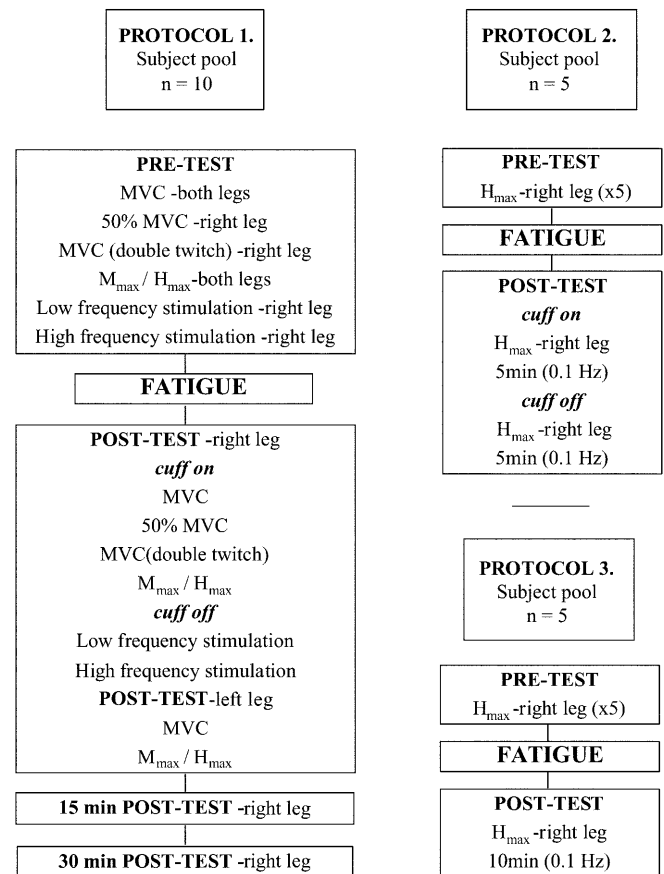 PROTOCOL 1.
Subject pool
n = 10
PRE-TEST
MVC -both legs
50% MVC -right leg
MVC (double twitch) -right leg
Mmax / Hmax-both legs
Low frequency stimulation -right leg
High frequency stimulation -right leg
FATIGUE
POST-TEST -right leg
cuff on
MVC
50% MVC
MVC(double twitch)
Mmax / Hmax
cuff off
Low frequency stimulation
High frequency stimulation
POST-TEST-left leg
MVC
Mmax / Hmax
15 min POST-TEST -right leg
30 min POST-TEST -right leg
PROTOCOL 2.
Subject pool
n = 5
PRE-TEST
Hmax-right leg (x5)
FATIGUE
POST-TEST
cuff on
Hmax -right leg
5min (0.1 Hz)
cuff off
Hmax -right leg
5min (0.1 Hz)
PROTOCOL 3.
Subject pool
n = 5
PRE-TEST
Hmax-right leg (x5)
FATIGUE
POST-TEST
Hmax -right leg
10min (0.1 Hz)